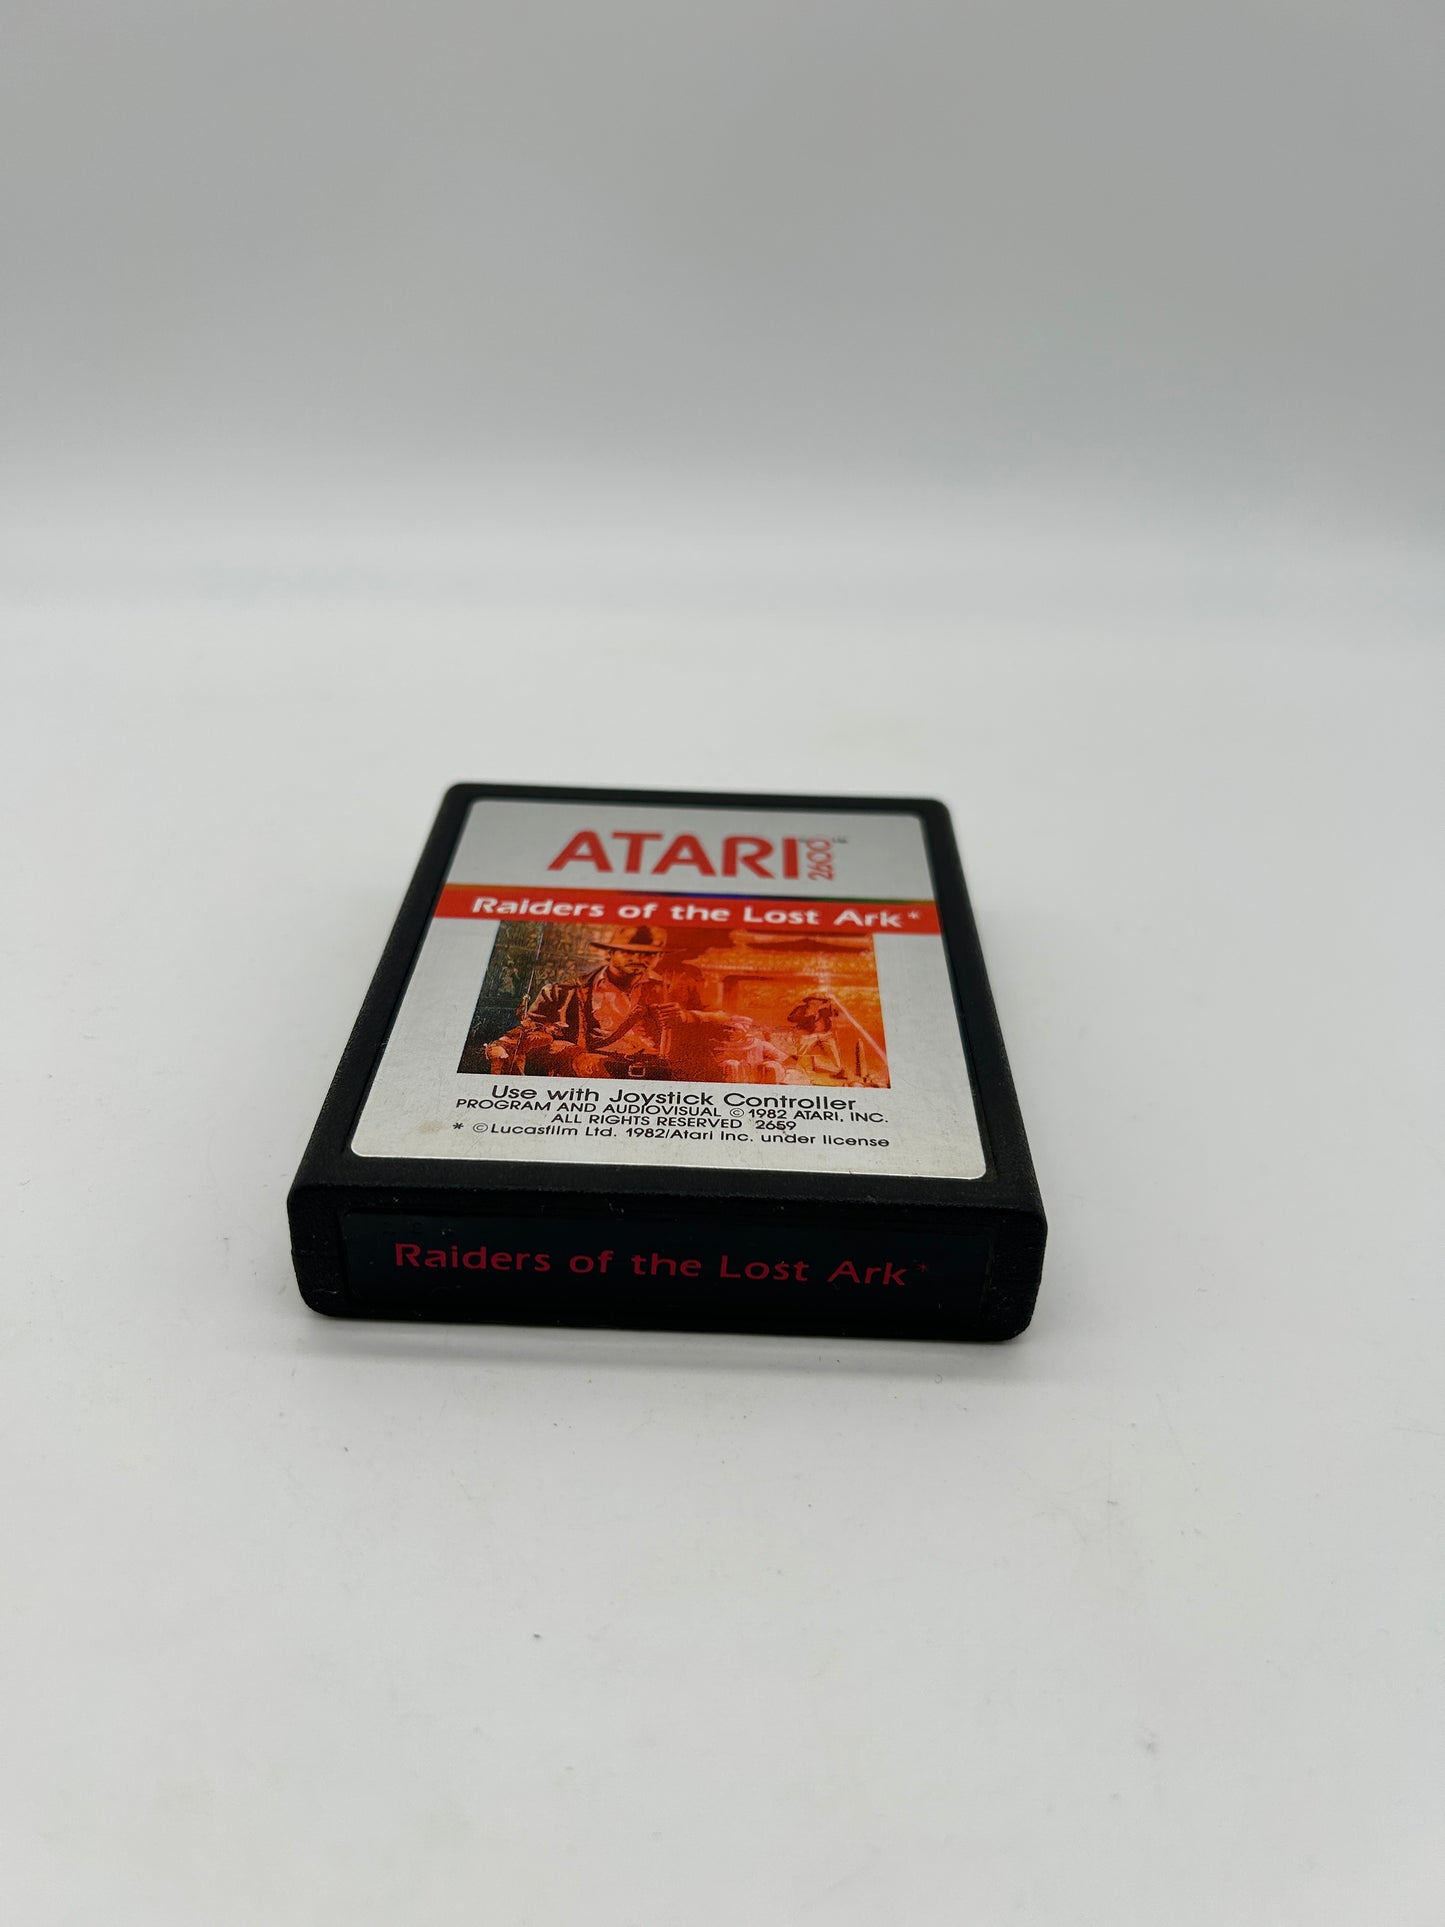 ATARI 2600
Raiders of the Lost Ark*
Use with Joystick Controller
PROGRAM AND AUDIOVISUAL © 1982 ATARI, INC.
ALL RIGHTS RESERVED 2659
* ©Lucasfilm Ltd. 1982/Atari Inc. under license
Raiders of the Lost Ark*